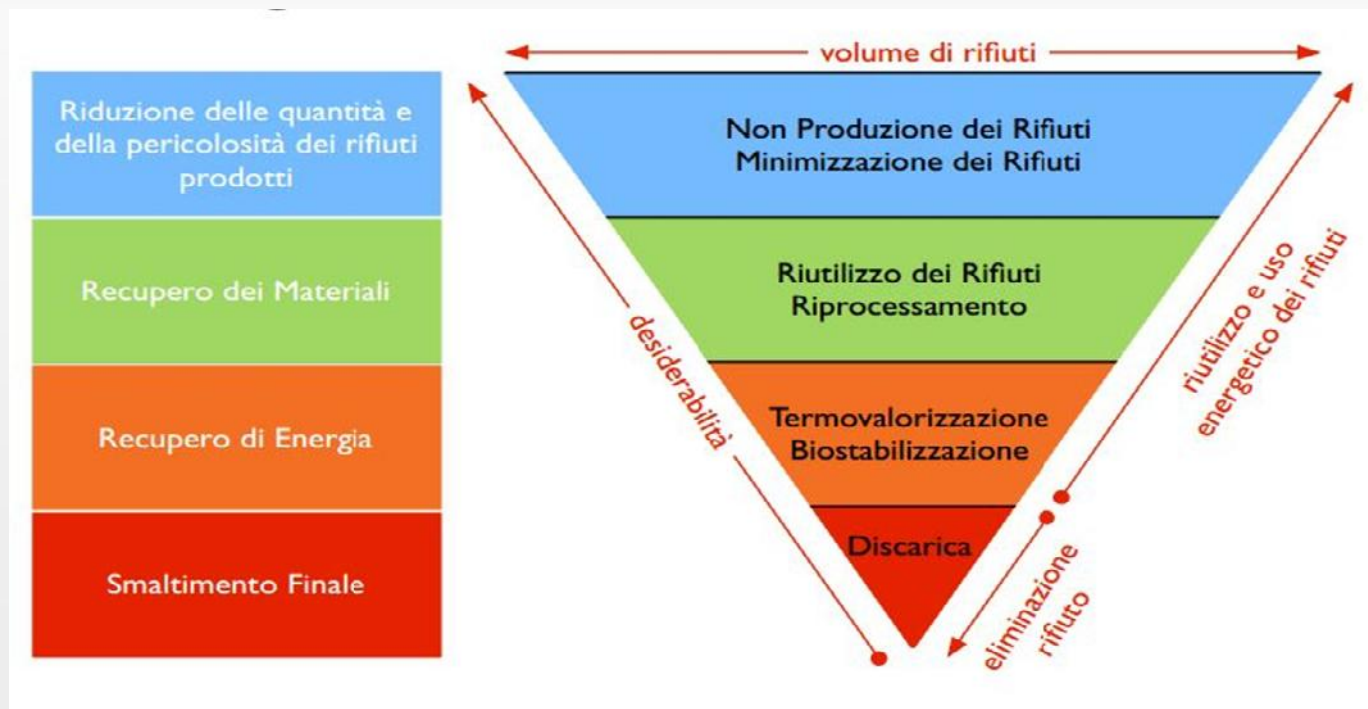 Riduzione delle quantità e
della pericolosità dei rifiuti
prodotti
Recupero dei Materiali
Recupero di Energia
Smaltimento Finale
volume di rifiuti
Non Produzione dei Rifiuti
Minimizzazione dei Rifiuti
Riutilizzo dei Rifiuti
Riprocessamento
Termovalorizzazione
Biostabilizzazione
Discarica
desiderabilità
riutilizzo e uso
energetico dei rifiuti
eliminazione
rifiuto